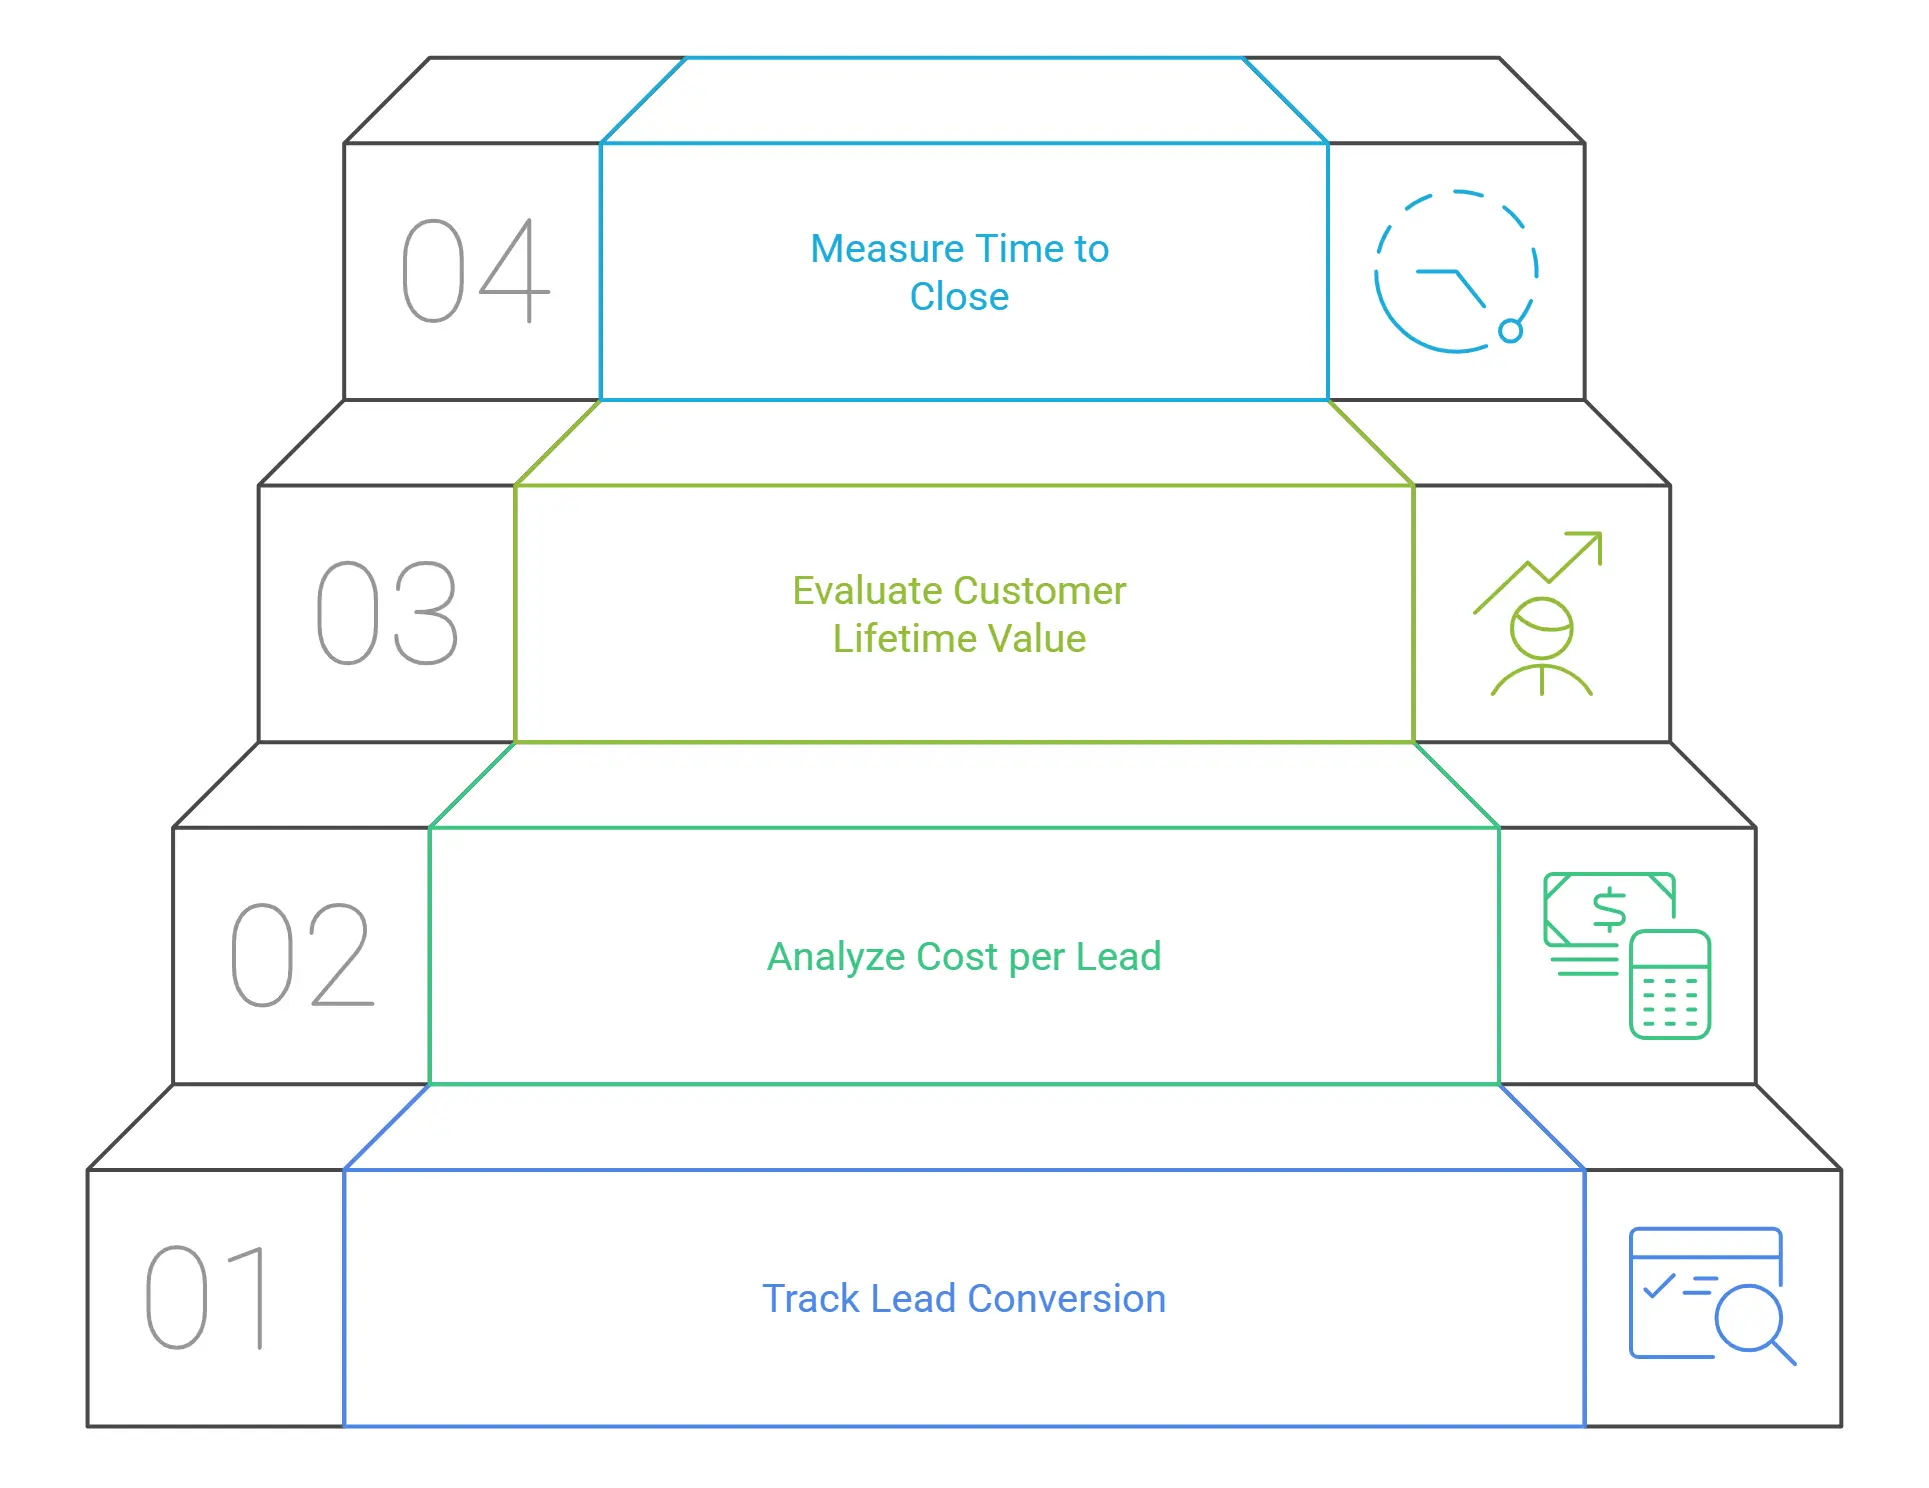 04
Measure Time to
Close
03
Evaluate Customer
Lifetime Value
$
02
Analyze Cost per Lead
01
Track Lead Conversion